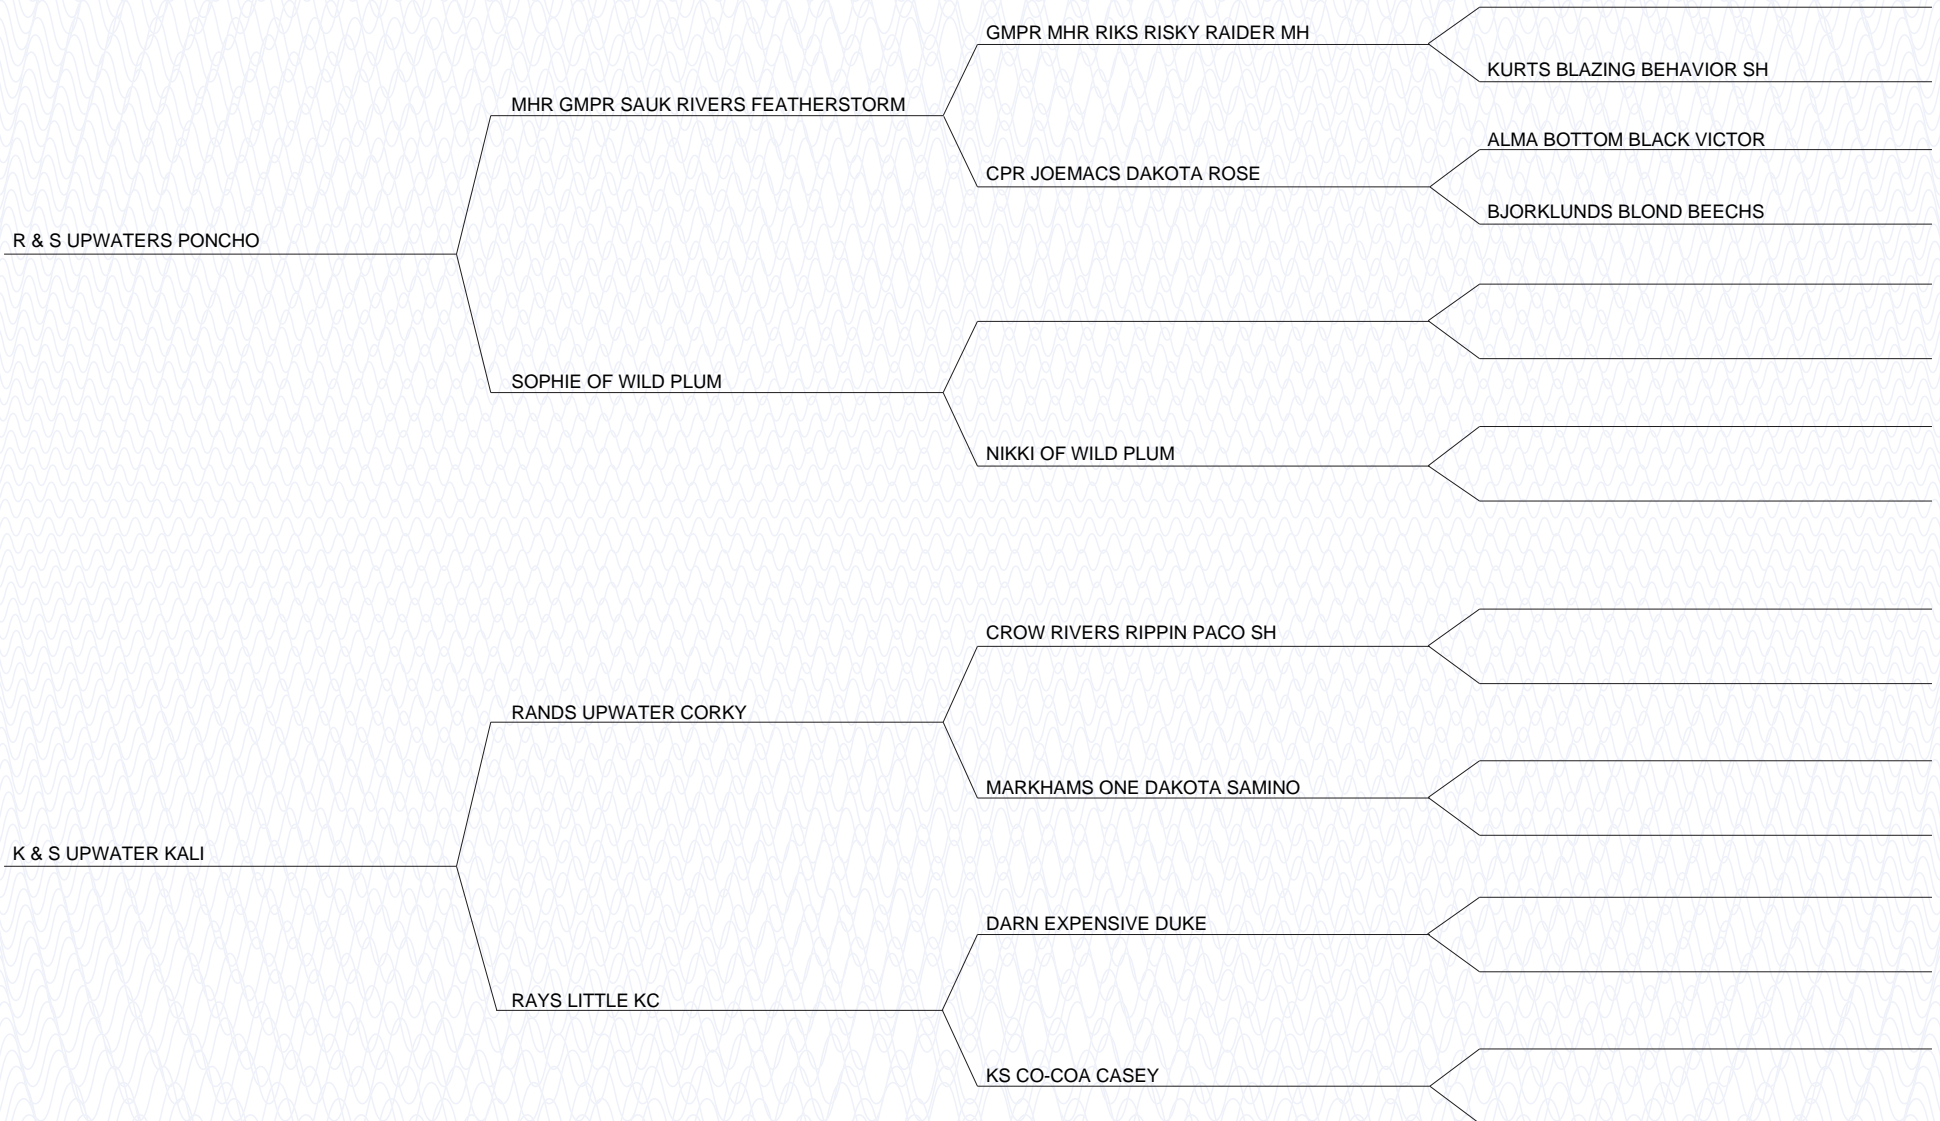 GMPR MHR RIKS RISKY RAIDER MH
KURTS BLAZING BEHAVIOR SH
MHR GMPR SAUK RIVERS FEATHERSTORM
ALMA BOTTOM BLACK VICTOR
CPR JOEMACS DAKOTA ROSE
BJORKLUNDS BLOND BEECHS
R & S UPWATERS PONCHO
SOPHIE OF WILD PLUM
NIKKI OF WILD PLUM
CROW RIVERS RIPPIN PACO SH
RANDS UPWATER CORKY
MARKHAMS ONE DAKOTA SAMINO
K & S UPWATER KALI
DARN EXPENSIVE DUKE
RAYS LITTLE KC
KS CO-COA CASEY